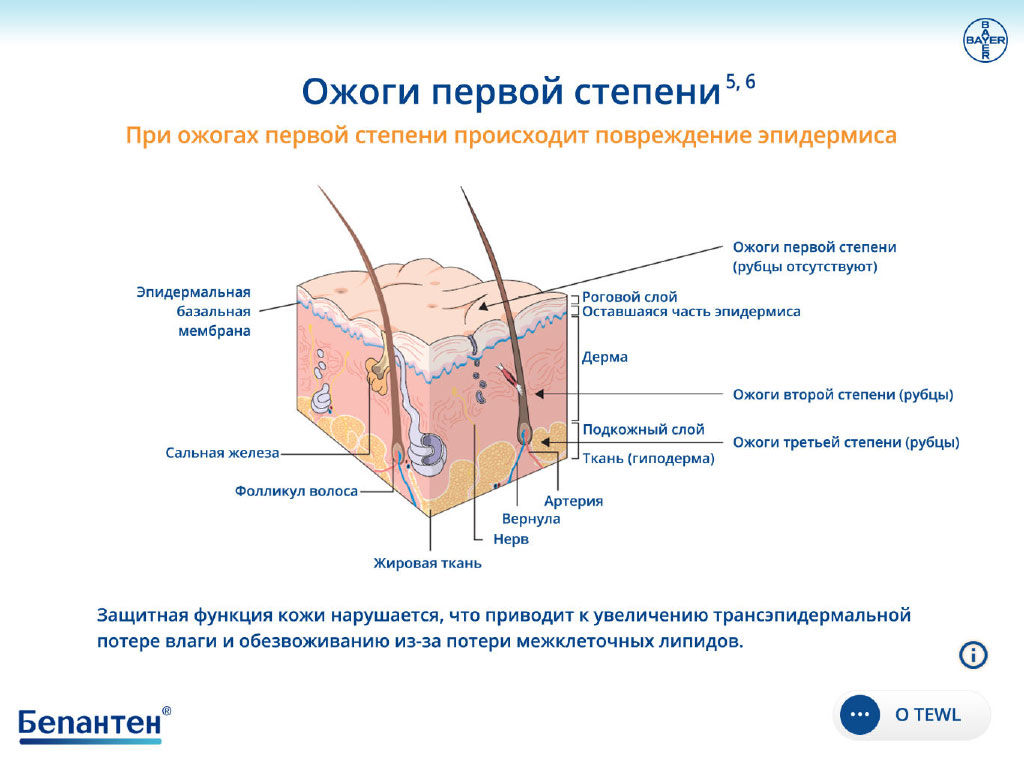 BAYER
Ожоги первой степени 5, 6
При ожогах первой степени происходит повреждение эпидермиса
Ожоги первой степени
(рубцы отсутствуют)
Эпидермальная
базальная
мембрана
Роговой слой
Оставшаяся часть эпидермиса
Дерма
Ожоги второй степени (рубцы)
Подкожный слой
Ожоги третьей степени (рубцы)
Ткань (гиподерма)
Сальная железа
Фолликул волоса
Артерия
Вернула
Нерв
Жировая ткань
Защитная функция кожи нарушается, что приводит к увеличению трансэпидермальной
потере влаги и обезвоживанию из-за потери межклеточных липидов.
Бепантен®
О TEWL